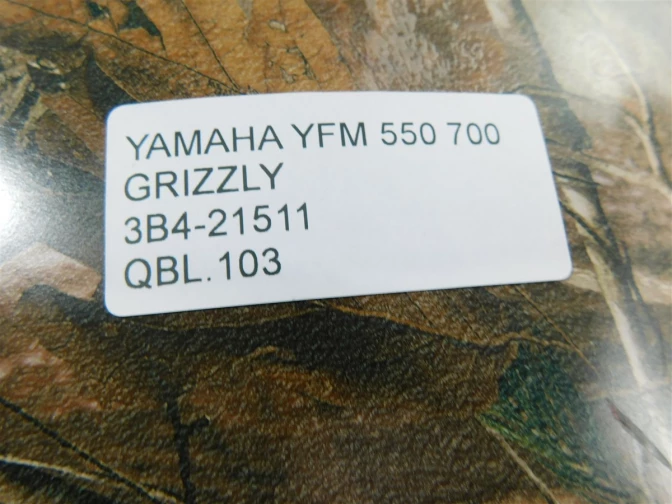 YAMAHA YFM 550 700
GRIZZLY
3B4-21511
QBL.103